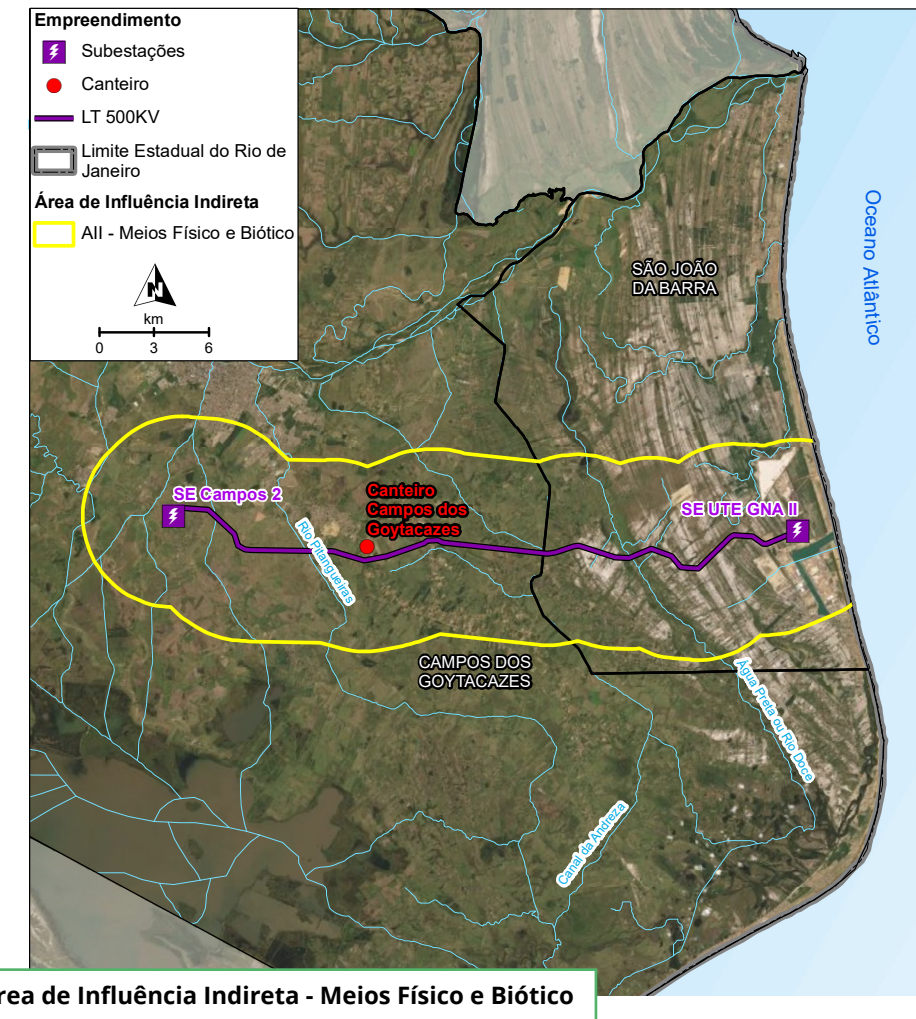 Empreendimento
Subestações
Canteiro
LT 500KV
Limite Estadual do Rio de
Janeiro
Área de Influência Indireta
AII - Meios Físico e Biótico
N
km
0 3 6
Oceano Atlântico
SÃO JOÃO
DA BARRA
SE Campos 2
Canteiro
Campos dos
Goytacazes
SE UTE GNA II
Rio Pitangueiras
CAMPOS DOS
GOYTACAZES
Água Preta ou Rio Doce
Canal da Andreza
rea de Influência Indireta - Meios Físico e Biótico